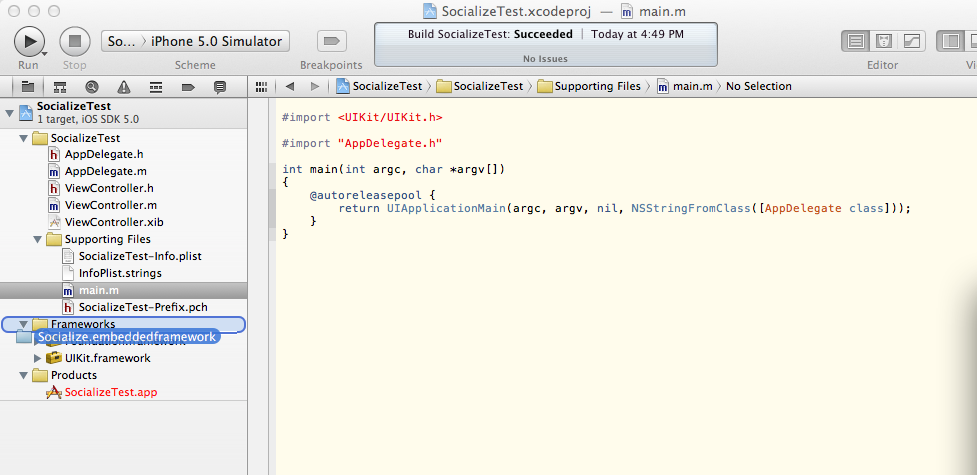 SocializeTest.xcodeproj — main.m
Build SocializeTest: Succeeded | Today at 4:49 PM
No Issues
So... iPhone 5.0 Simulator
Run Stop Scheme Breakpoints Editor
SocializeTest SocializeTest Supporting Files main.m No Selection
SocializeTest
1 target, iOS SDK 5.0
SocializeTest
AppDelegate.h
AppDelegate.m
ViewController.h
ViewController.m
ViewController.xib
Supporting Files
SocializeTest-Info.plist
InfoPlist.strings
main.m
SocializeTest-Prefix.pch
Frameworks
Socialize.embeddedframework
UIKit.framework
Products
SocializeTest.app
#import <UIKit/UIKit.h>
#import "AppDelegate.h"
int main(int argc, char *argv[])
{
@autoreleasepool {
return UIApplicationMain(argc, argv, nil, NSStringFromClass([AppDelegate class]));
}
}